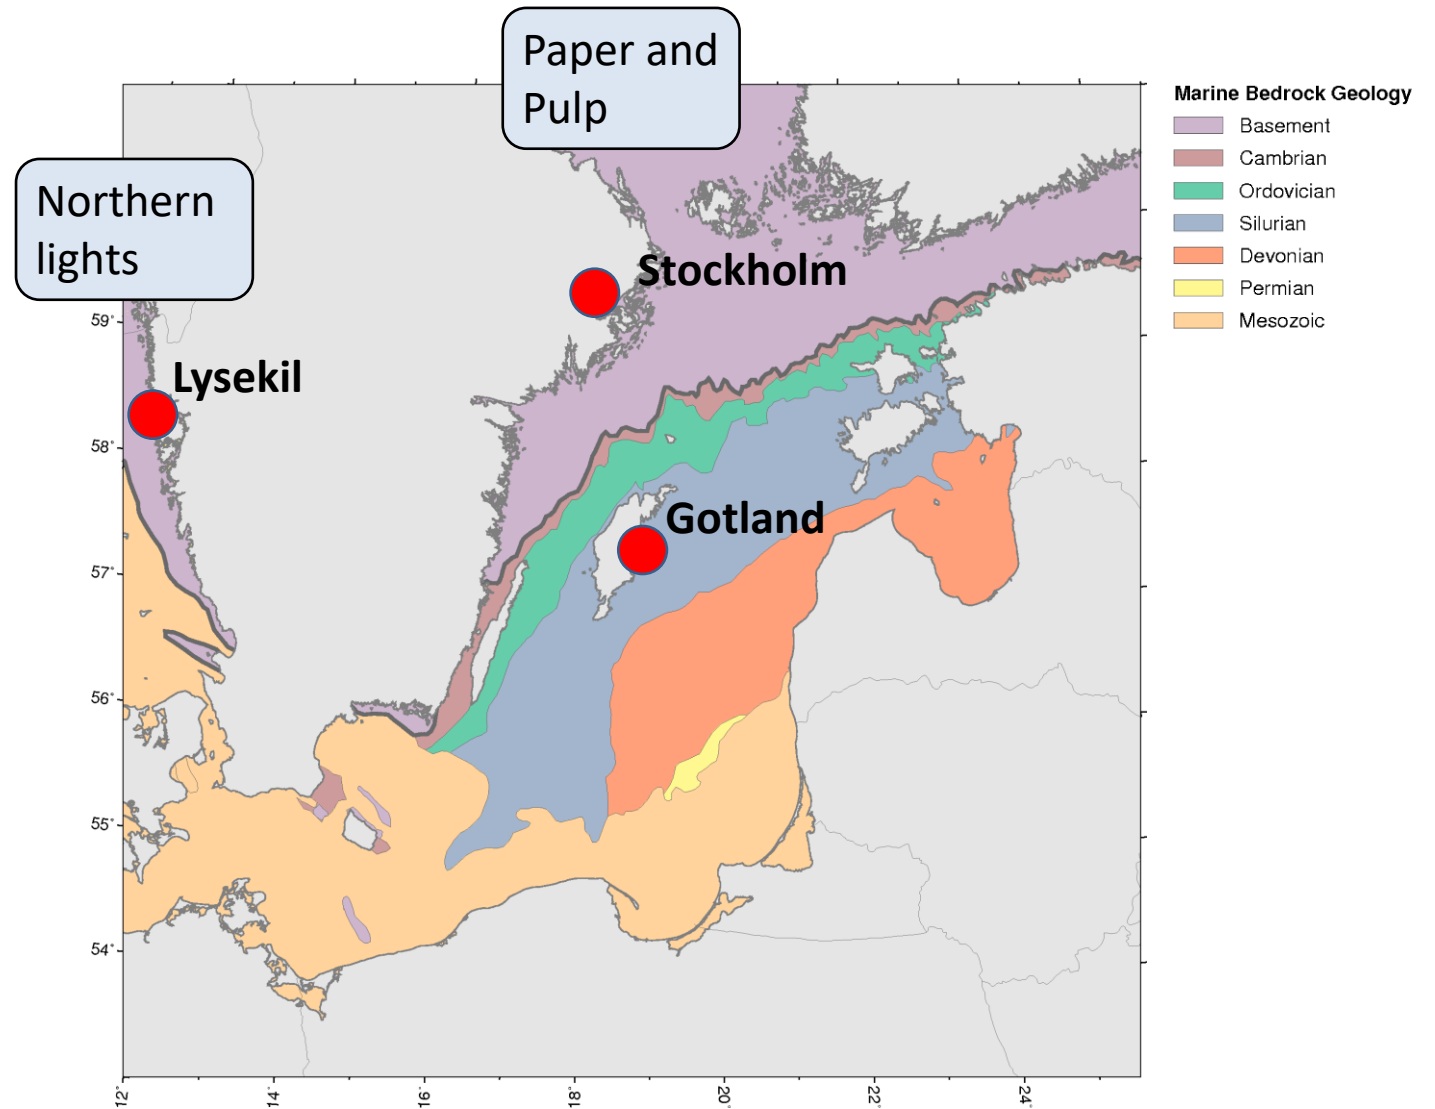 Paper and
Pulp
Northern
lights
Marine Bedrock Geology
Basement
Cambrian
Ordovician
Silurian
Devonian
Permian
Mesozoic
Stockholm
Lysekil
Gotland
59°
58°
57°
56°
55°
54°
12°
14°
16°
18°
20°
22°
24°